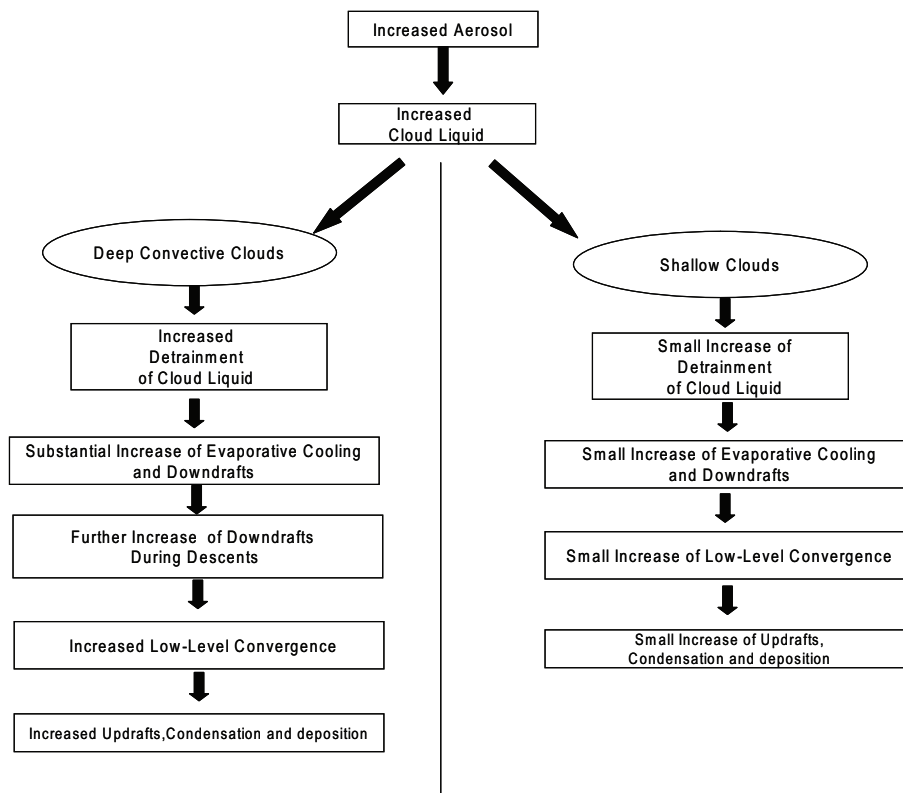 Increased Aerosol
Increased
Cloud Liquid
Deep Convective Clouds
Increased
Detrainment
of Cloud Liquid
Substantial Increase of Evaporative Cooling
and Downdrafts
Further Increase of Downdrafts
During Descents
Increased Low-Level Convergence
Increased Updrafts,Condensation and deposition
Shallow Clouds
Small Increase of
Detrainment
of Cloud Liquid
Small Increase of Evaporative Cooling
and Downdrafts
Small Increase of Low-Level Convergence
Small Increase of Updrafts,
Condensation and deposition